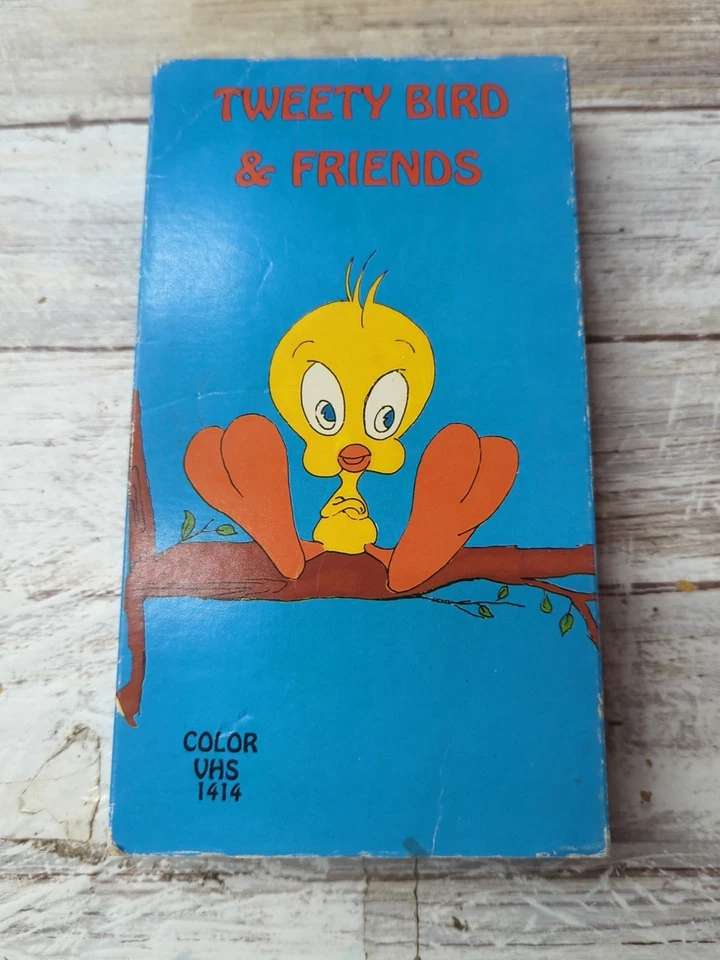 TWEETY BIRD
& FRIENDS
COLOR
VHS
1414